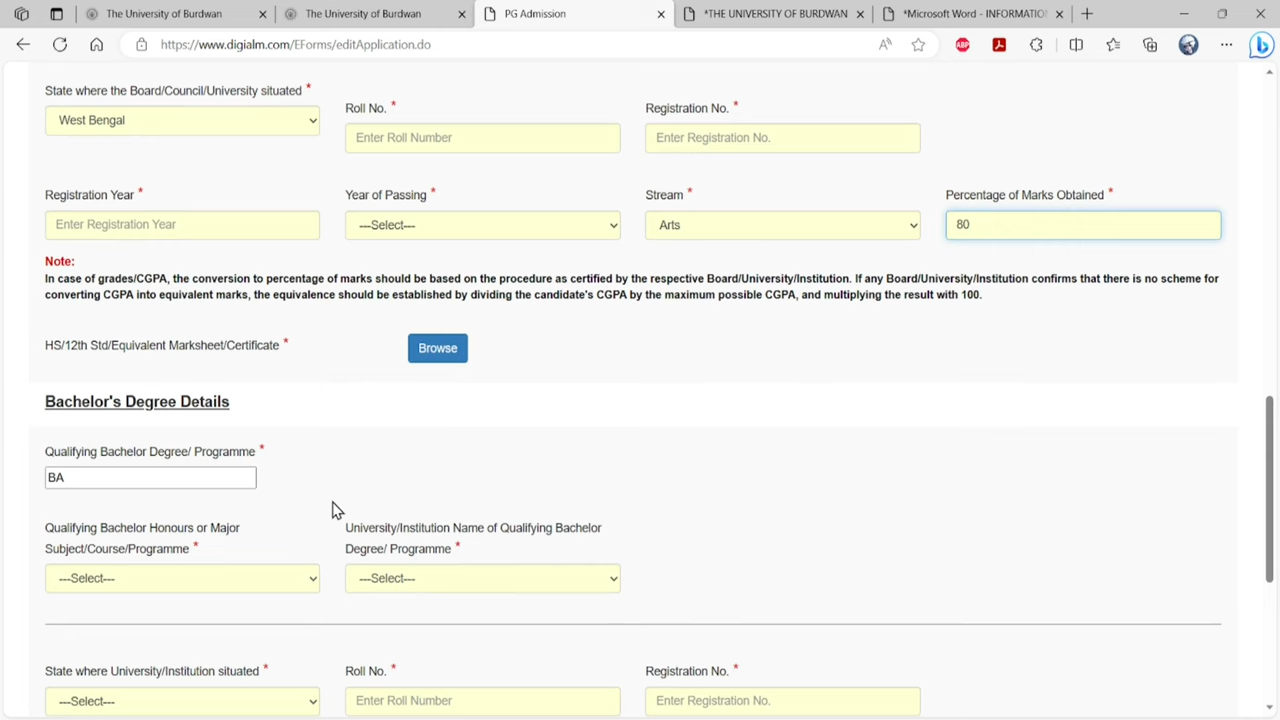 The University of Burdwan
The University of Burdwan
PG Admission
*THE UNIVERSITY OF BURDWAN
*Microsoft Word - INFORMATION
https://www.digialm.com/EForms/editApplication.do
ABP
State where the Board/Council/University situated *
Roll No. *
Registration No. *
West Bengal
Enter Roll Number
Enter Registration No.
Registration Year *
Year of Passing *
Stream *
Percentage of Marks Obtained *
Enter Registration Year
---Select---
Arts
80
Note:
In case of grades/CGPA, the conversion to percentage of marks should be based on the procedure as certified by the respective Board/University/Institution. If any Board/University/Institution confirms that there is no scheme for
converting CGPA into equivalent marks, the equivalence should be established by dividing the candidate's CGPA by the maximum possible CGPA, and multiplying the result with 100.
HS/12th Std/Equivalent Marksheet/Certificate *
Browse
Bachelor's Degree Details
Qualifying Bachelor Degree/ Programme *
BA
Qualifying Bachelor Honours or Major
Subject/Course/Programme *
University/Institution Name of Qualifying Bachelor
Degree/ Programme *
---Select---
---Select---
State where University/Institution situated *
Roll No. *
Registration No. *
---Select---
Enter Roll Number
Enter Registration No.